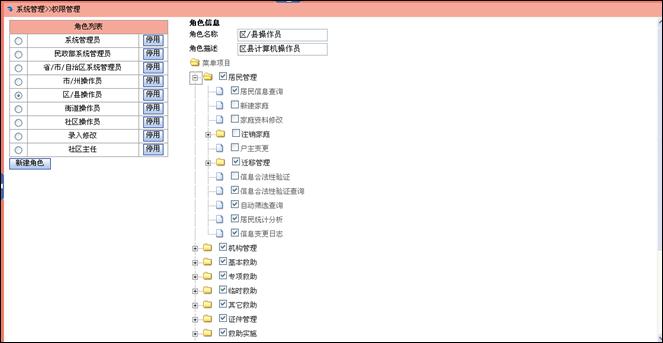 系统管理>>权限管理
角色列表
系统管理员 停用
民政部系统管理员 停用
省/市/自治区系统管理员 停用
市/州操作员 停用
区/县操作员 停用
街道操作员 停用
社区操作员 停用
录入修改 停用
社区主任 停用
新建角色
角色信息
角色名称 区/县操作员
角色描述 区县计算机操作员
菜单项目
居民管理
居民信息查询
新建家庭
家庭资料修改
注销家庭
户主变更
迁移管理
信息合法性验证
信息合法性验证查询
自动筛选查询
居民统计分析
信息变更日志
机构管理
基本救助
专项救助
临时救助
其它救助
证件管理
救助实施